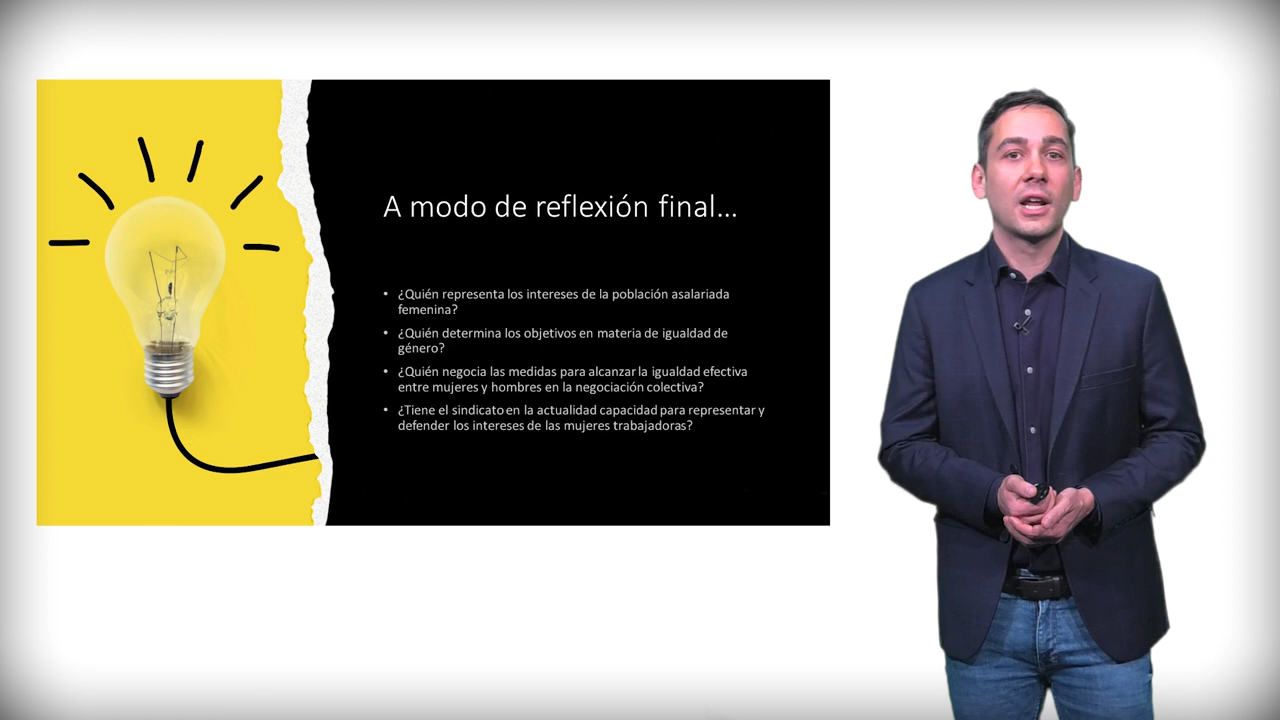 A modo de reflexión final...
• ¿Quién representa los intereses de la población asalariada
femenina?
• ¿Quién determina los objetivos en materia de igualdad de
género?
• ¿Quién negocia las medidas para alcanzar la igualdad efectiva
entre mujeres y hombres en la negociación colectiva?
• ¿Tiene el sindicato en la actualidad capacidad para representar y
defender los intereses de las mujeres trabajadoras?